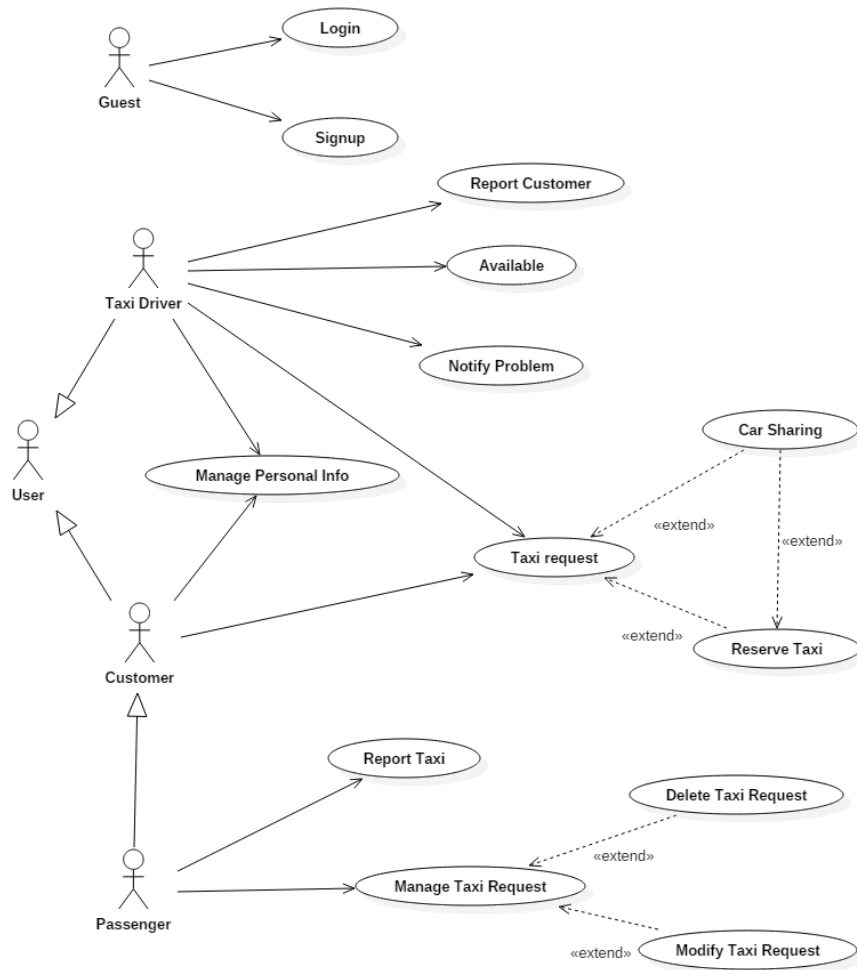 Login
Guest
Signup
Report Customer
Available
Taxi Driver
Notify Problem
Car Sharing
Manage Personal Info
User
«extend»
«extend»
Taxi request
«extend»
Reserve Taxi
Customer
Report Taxi
Delete Taxi Request
«extend»
Manage Taxi Request
Passenger
«extend»
Modify Taxi Request